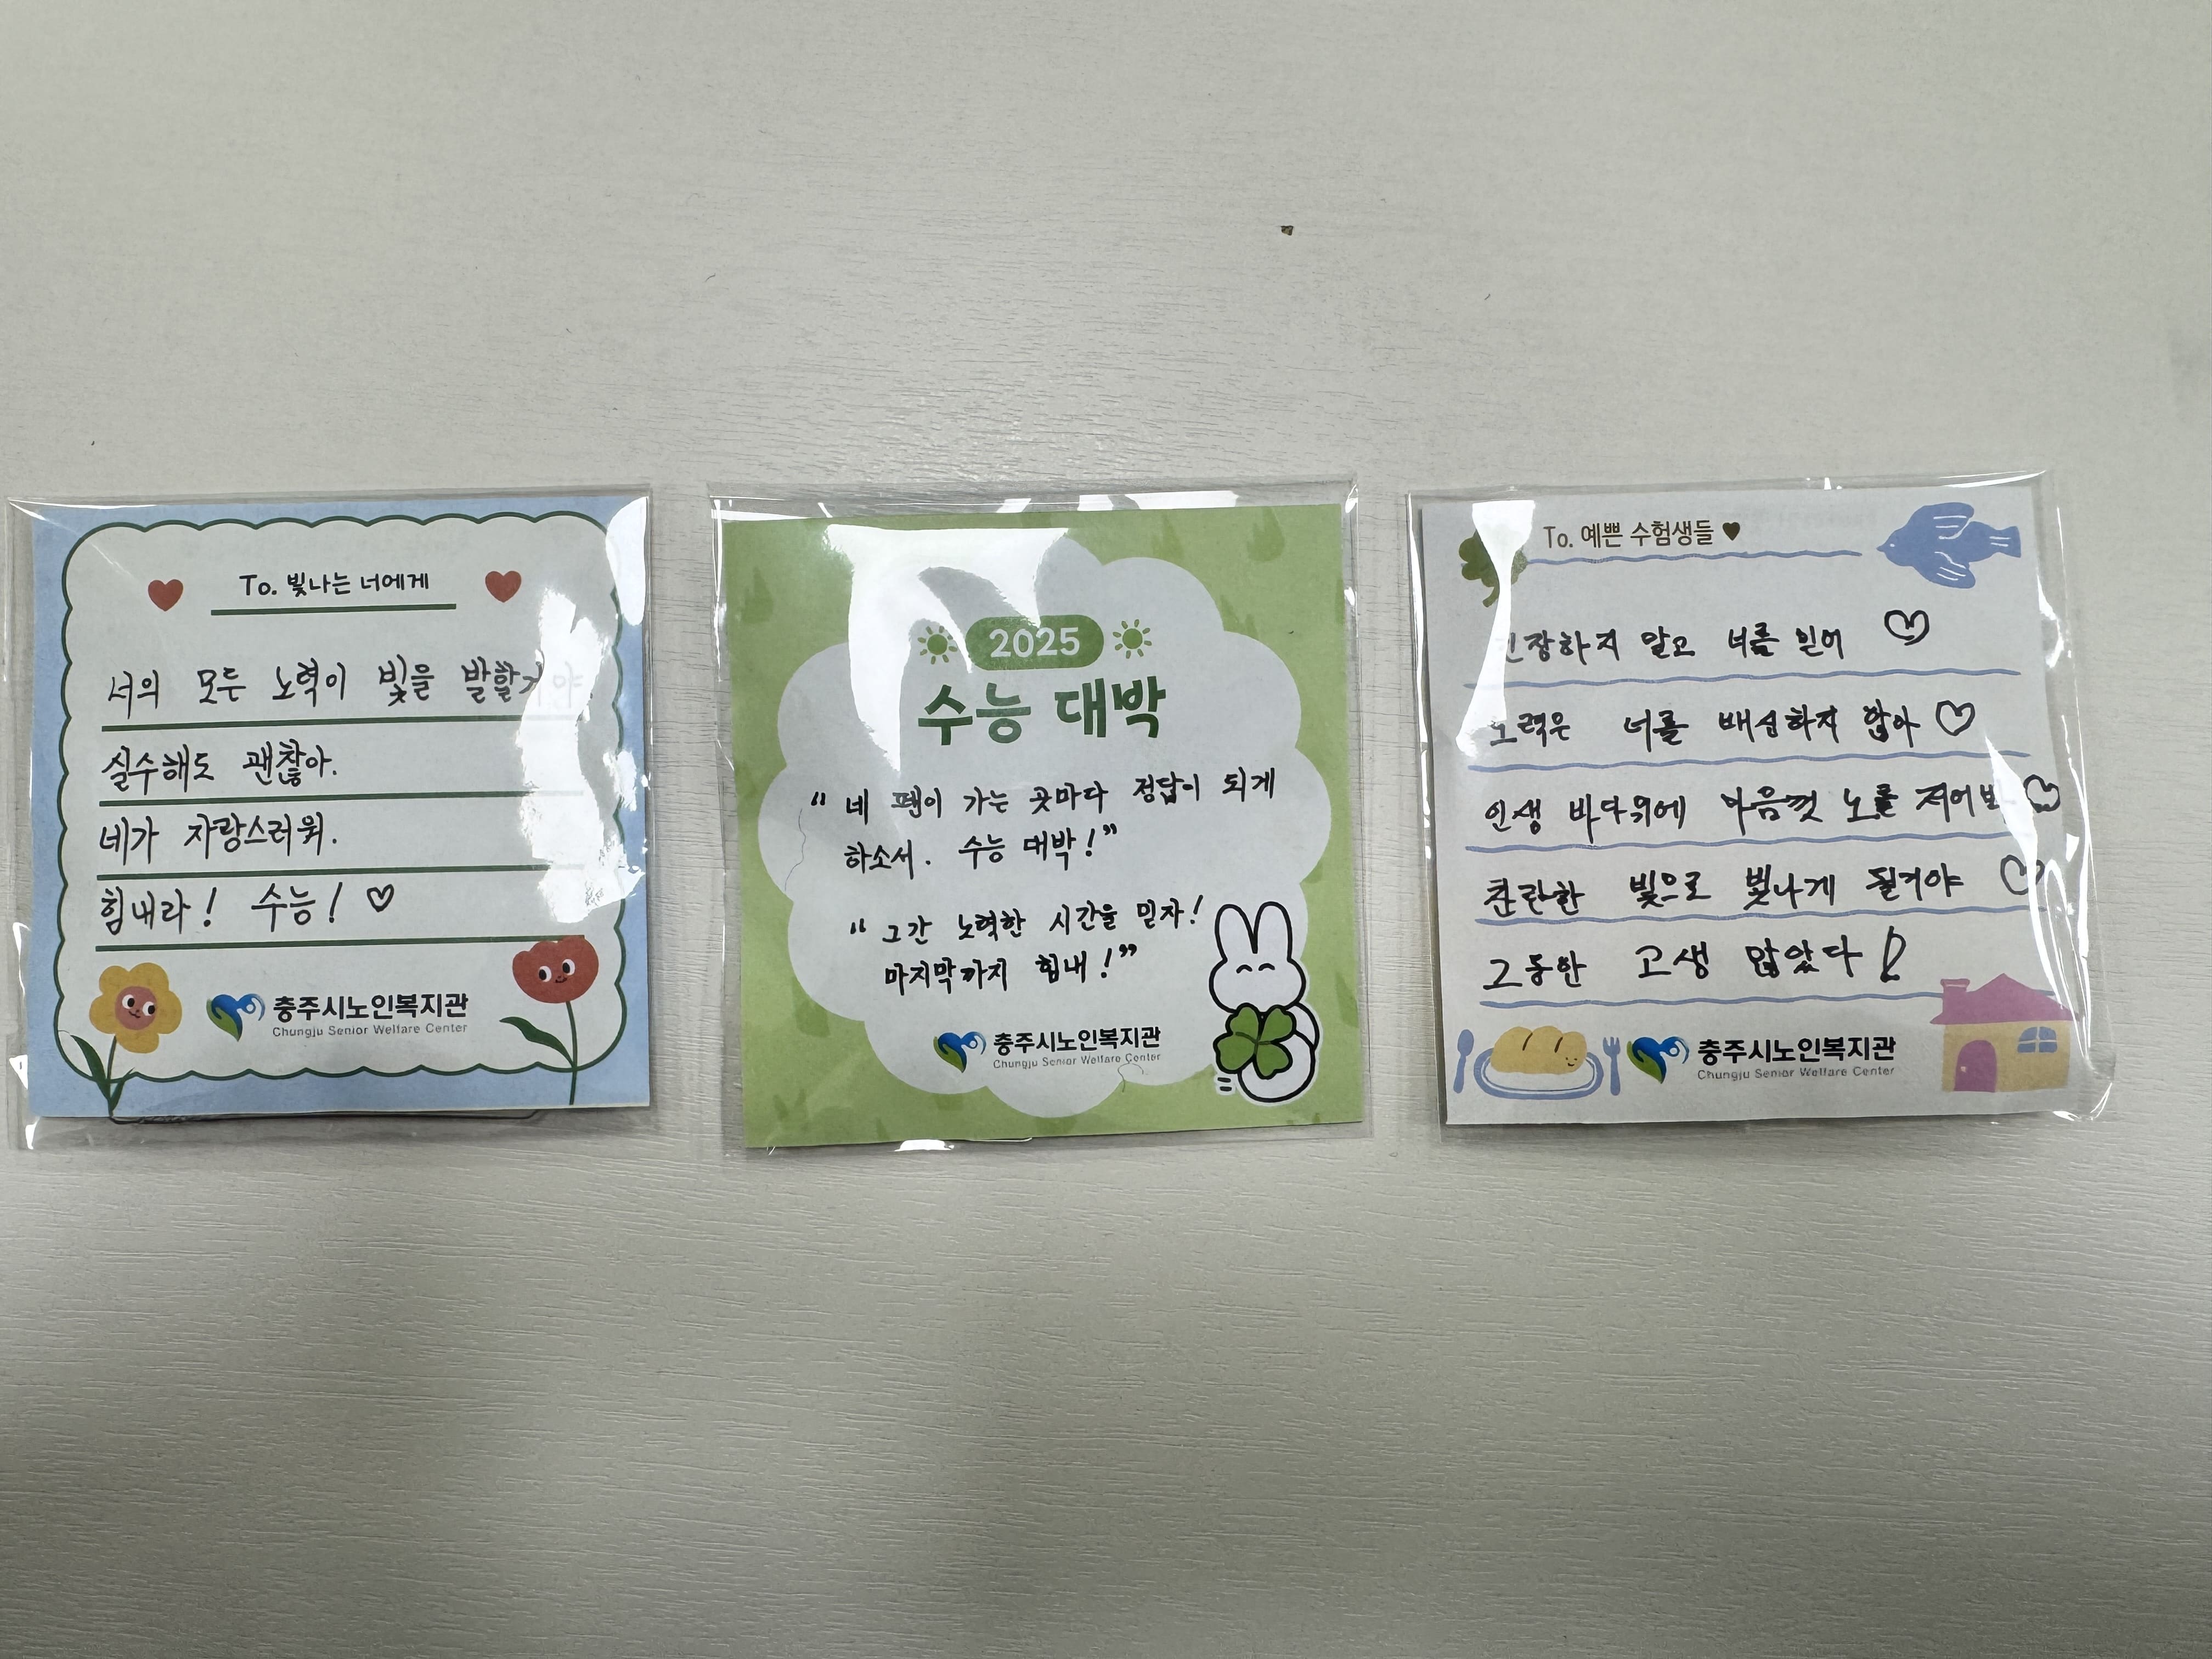 To. 빛나는 너에게
너의 모든 노력이 빛을 발할거야
실수해도 괜찮아.
네가 자랑스러워.
힘내라! 수능! ♡
충주시노인복지관
Chungju Senior Welfare Center
2025
수능 대박
“ 네 펜이 가는 곳마다 정답이 되게
하소서. 수능 대박!”
“ 그간 노력한 시간을 믿자!
마지막까지 힘내!”
충주시노인복지관
Chungju Senior Welfare Center
To. 예쁜 수험생들 ♥
긴장하지 말고 너를 믿어 ♡
노력은 너를 배신하지 않아 ♡
인생 바다위에 마음껏 노를 저어봐 ♡
찬란한 빛으로 빛나게 될거야 ♡
그동안 고생 많았다!
충주시노인복지관
Chungju Senior Welfare Center